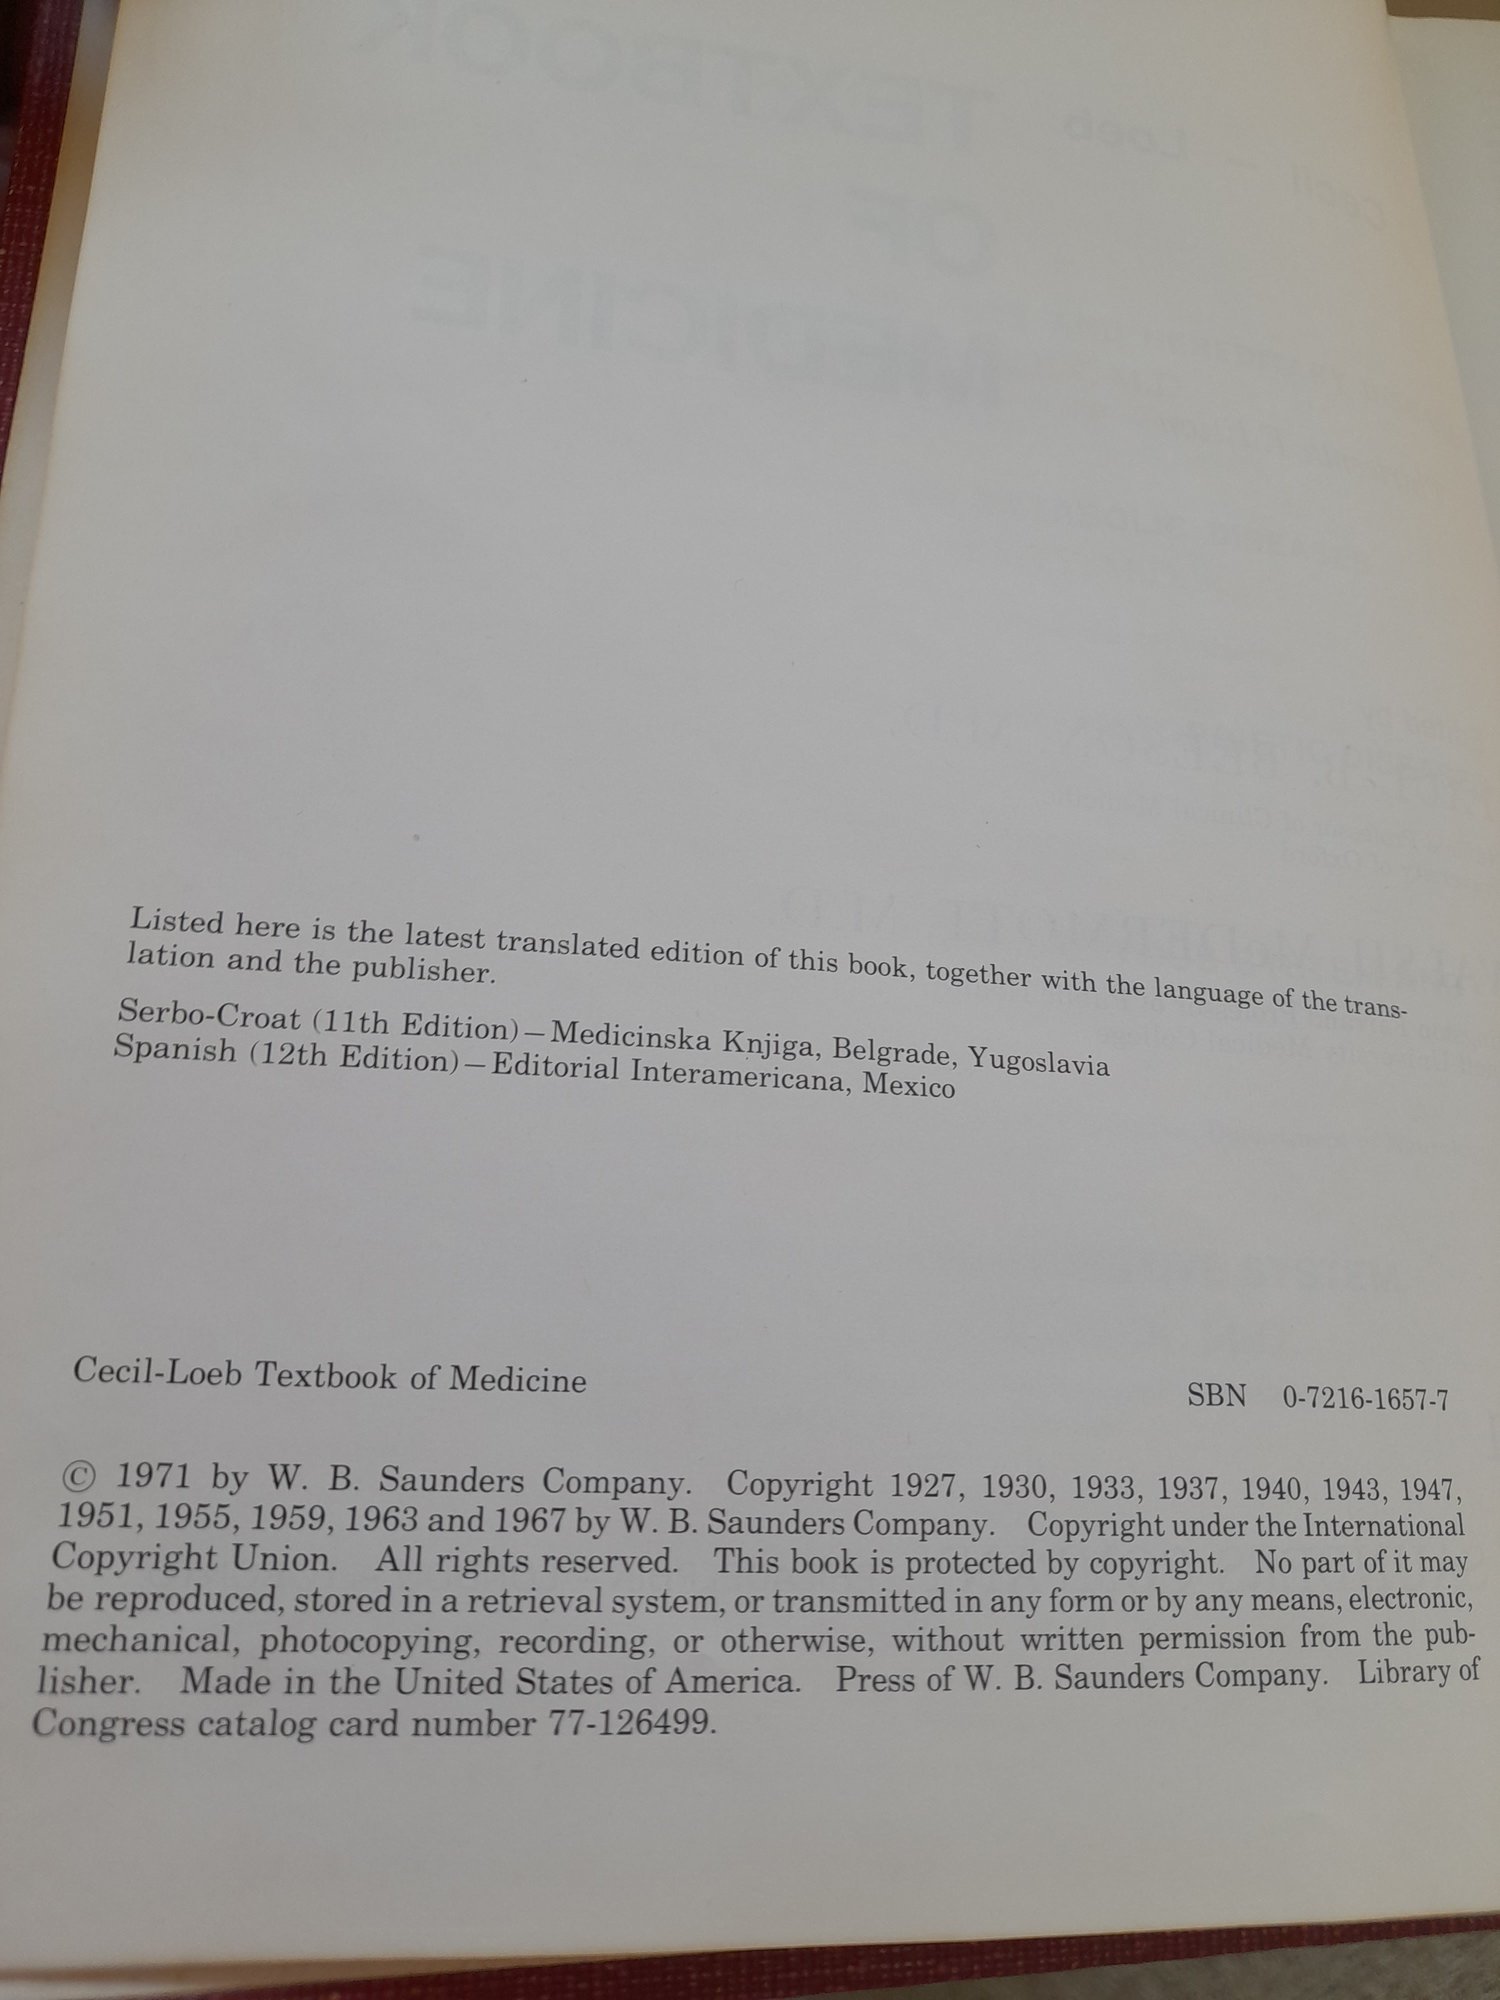 Listed here is the latest translated edition of this book, together with the language of the trans-
lation and the publisher.
Serbo-Croat (11th Edition)—Medicinska Knjiga, Belgrade, Yugoslavia
Spanish (12th Edition)—Editorial Interamericana, Mexico
Cecil-Loeb Textbook of Medicine SBN 0-7216-1657-7
© 1971 by W. B. Saunders Company. Copyright 1927, 1930, 1933, 1937, 1940, 1943, 1947,
1951, 1955, 1959, 1963 and 1967 by W. B. Saunders Company. Copyright under the International
Copyright Union. All rights reserved. This book is protected by copyright. No part of it may
be reproduced, stored in a retrieval system, or transmitted in any form or by any means, electronic,
mechanical, photocopying, recording, or otherwise, without written permission from the pub-
lisher. Made in the United States of America. Press of W. B. Saunders Company. Library of
Congress catalog card number 77-126499.